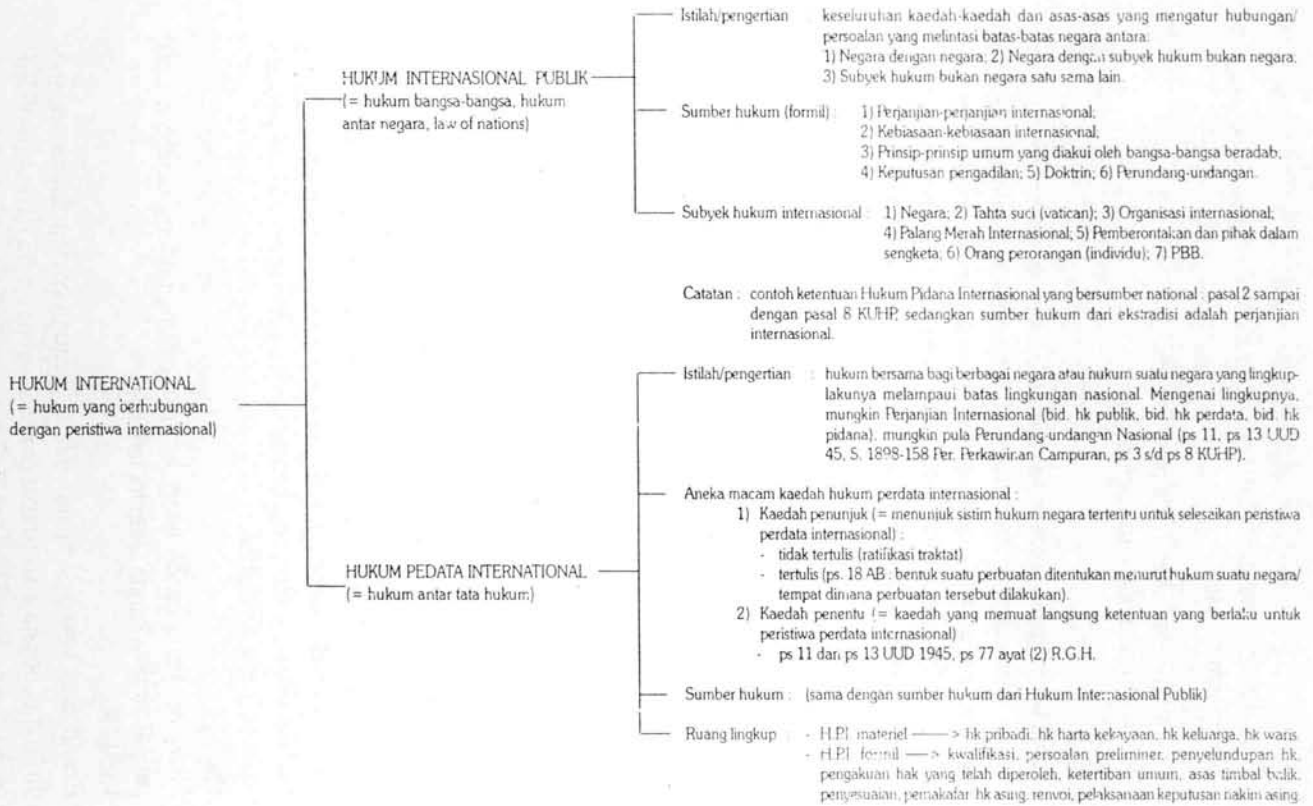 Istilah/pengertian : keseluruhan kaedah-kaedah dan asas-asas yang mengatur hubungan/
persoalan yang melintasi batas-batas negara antara:
1) Negara dengan negara; 2) Negara dengan subyek hukum bukan negara;
3) Subyek hukum bukan negara satu sama lain.
HUKUM INTERNASIONAL PUBLIK
(= hukum bangsa-bangsa, hukum
antar negara, law of nations)
Sumber hukum (formil) : 1) Perjanjian-perjanjian internasional;
2) Kebiasaan-kebiasaan internasional;
3) Prinsip-prinsip umum yang diakui oleh bangsa-bangsa beradab;
4) Keputusan pengadilan; 5) Doktrin; 6) Perundang-undangan.
Subyek hukum internasional : 1) Negara; 2) Tahta suci (vatican); 3) Organisasi internasional;
4) Palang Merah Internasional; 5) Pemberontakan dan pihak dalam
sengketa; 6) Orang perorangan (individu); 7) PBB.
Catatan : contoh ketentuan Hukum Pidana Internasional yang bersumber national : pasal 2 sampai
dengan pasal 8 KUHP, sedangkan sumber hukum dari ekstradisi adalah perjanjian
internasional.
HUKUM INTERNATIONAL
(= hukum yang berhubungan
dengan peristiwa internasional)
Istilah/pengertian : hukum bersama bagi berbagai negara atau hukum suatu negara yang lingkup-
lakunya melampaui batas lingkungan nasional. Mengenai lingkupnya,
mungkin Perjanjian Internasional (bid. hk publik, bid. hk perdata, bid. hk
pidana), mungkin pula Perundang-undangan Nasional (ps 11, ps 13 UUD
45, S. 1898-158 Per. Perkawinan Campuran, ps 3 s/d ps 8 KUHP).
Aneka macam kaedah hukum perdata internasional :
1) Kaedah penunjuk (= menunjuk sistim hukum negara tertentu untuk selesaikan peristiwa
perdata internasional) :
- tidak tertulis (ratifikasi traktat)
- tertulis (ps. 18 AB : bentuk suatu perbuatan ditentukan menurut hukum suatu negara/
tempat dimana perbuatan tersebut dilakukan).
HUKUM PEDATA INTERNATIONAL
(= hukum antar tata hukum)
2) Kaedah penentu (= kaedah yang memuat langsung ketentuan yang berlaku untuk
peristiwa perdata internasional)
- ps 11 dan ps 13 UUD 1945, ps 77 ayat (2) R.G.H.
Sumber hukum : (sama dengan sumber hukum dari Hukum Internasional Publik)
Ruang lingkup : - H.P.I. materiel ——> hk pribadi, hk harta kekayaan, hk keluarga, hk waris
- H.P.I. formil ——> kwalifikasi, persoalan preliminer, penyelundupan hk,
pengakuan hak yang telah diperoleh, ketertiban umum, asas timbal balik,
penyesuaian, pemakaian hk asing, renvoi, pelaksanaan keputusan hakim asing